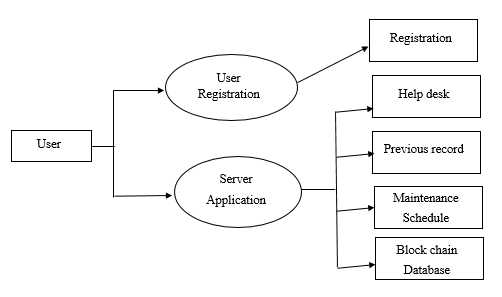 Registration
User
Registration
Help desk
User
Previous record
Server
Application
Maintenance
Schedule
Block chain
Database